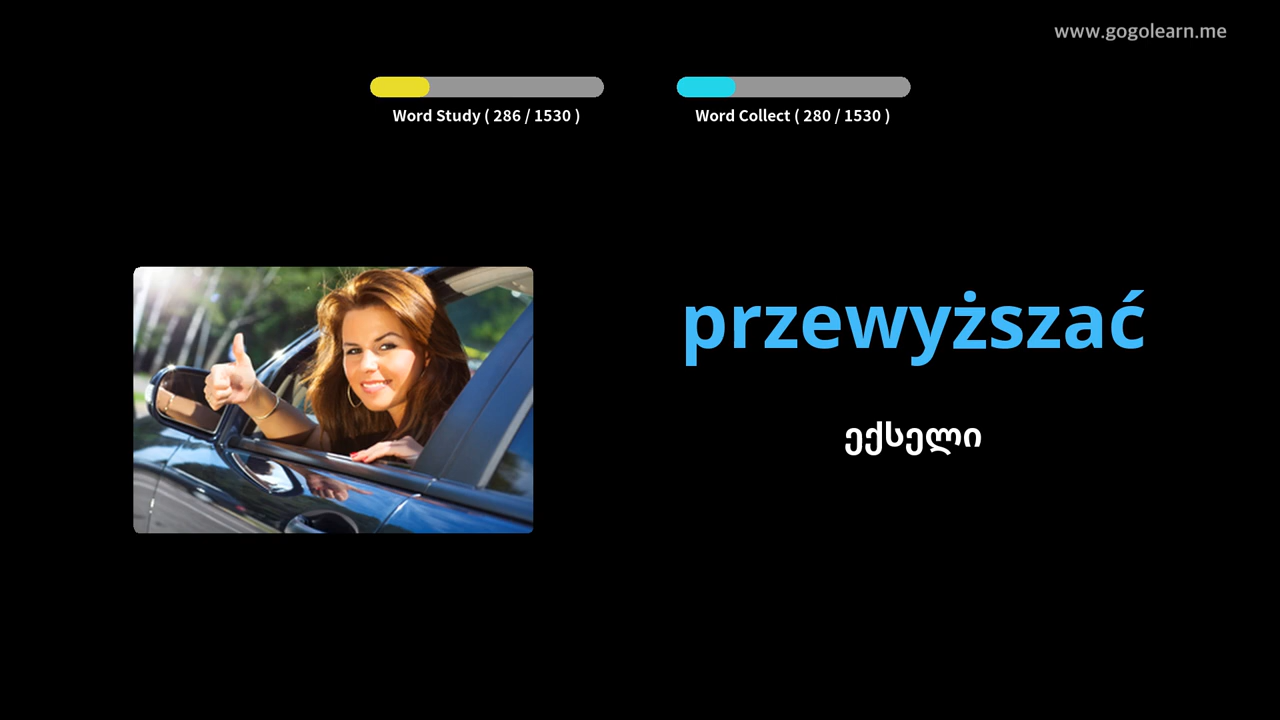 www.gogolearn.me
Word Study ( 286 / 1530 )
Word Collect ( 280 / 1530 )
przewyższać
ექსელი